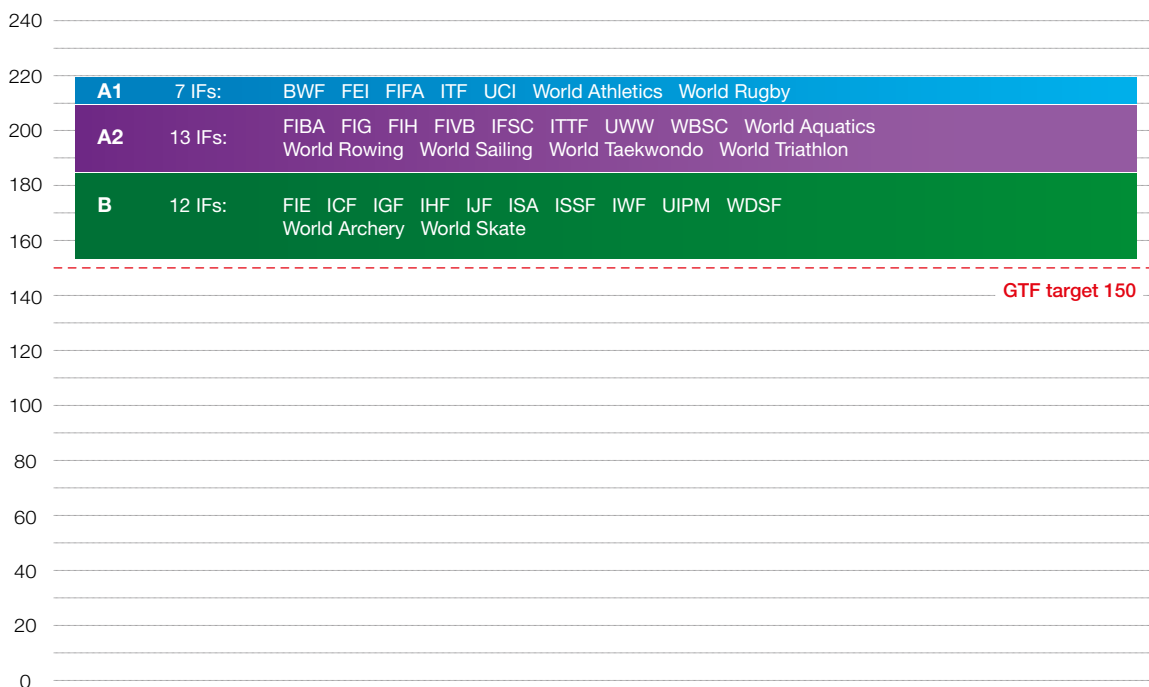 240
220
A1 7 IFs: BWF FEI FIFA ITF UCI World Athletics World Rugby
200
A2 13 IFs: FIBA FIG FIH FIVB IFSC ITTF UWW WBSC World Aquatics
World Rowing World Sailing World Taekwondo World Triathlon
180
B 12 IFs: FIE ICF IGF IHF IJF ISA ISSF IWF UIPM WDSF
World Archery World Skate
160
GTF target 150
140
120
100
80
60
40
20
0